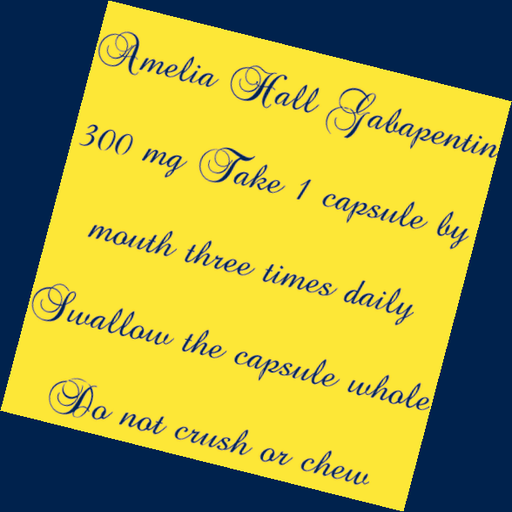 Amelia Hall Gabapentin
300 mg Take 1 capsule by
mouth three times daily
Swallow the capsule whole
Do not crush or chew